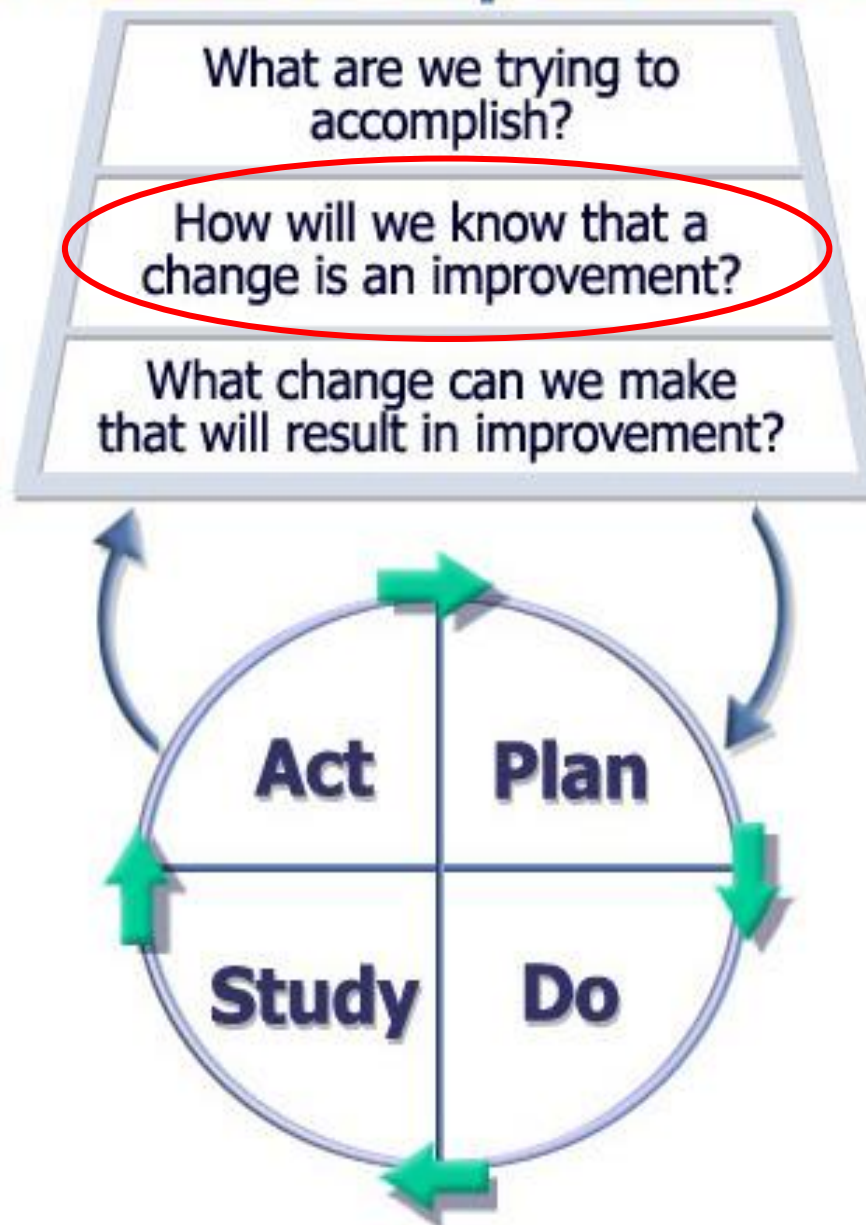 What are we trying to
accomplish?
How will we know that a
change is an improvement?
What change can we make
that will result in improvement?
Act Plan
Study Do